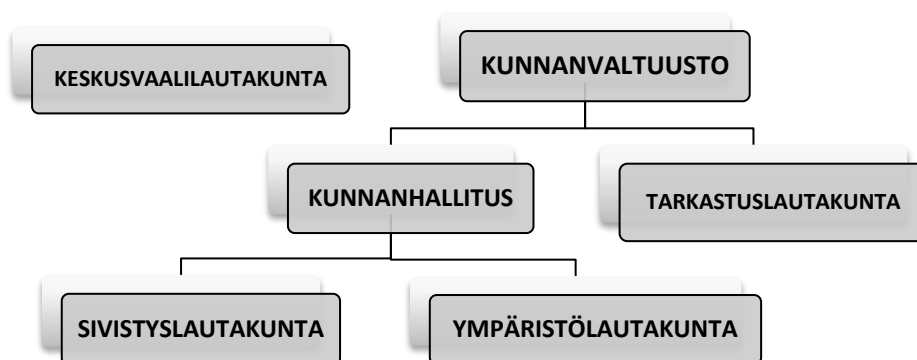 KESKUSVAALILAUTAKUNTA
KUNNANVALTUUSTO
KUNNANHALLITUS
TARKASTUSLAUTAKUNTA
SIVISTYSLAUTAKUNTA
YMPÄRISTÖLAUTAKUNTA